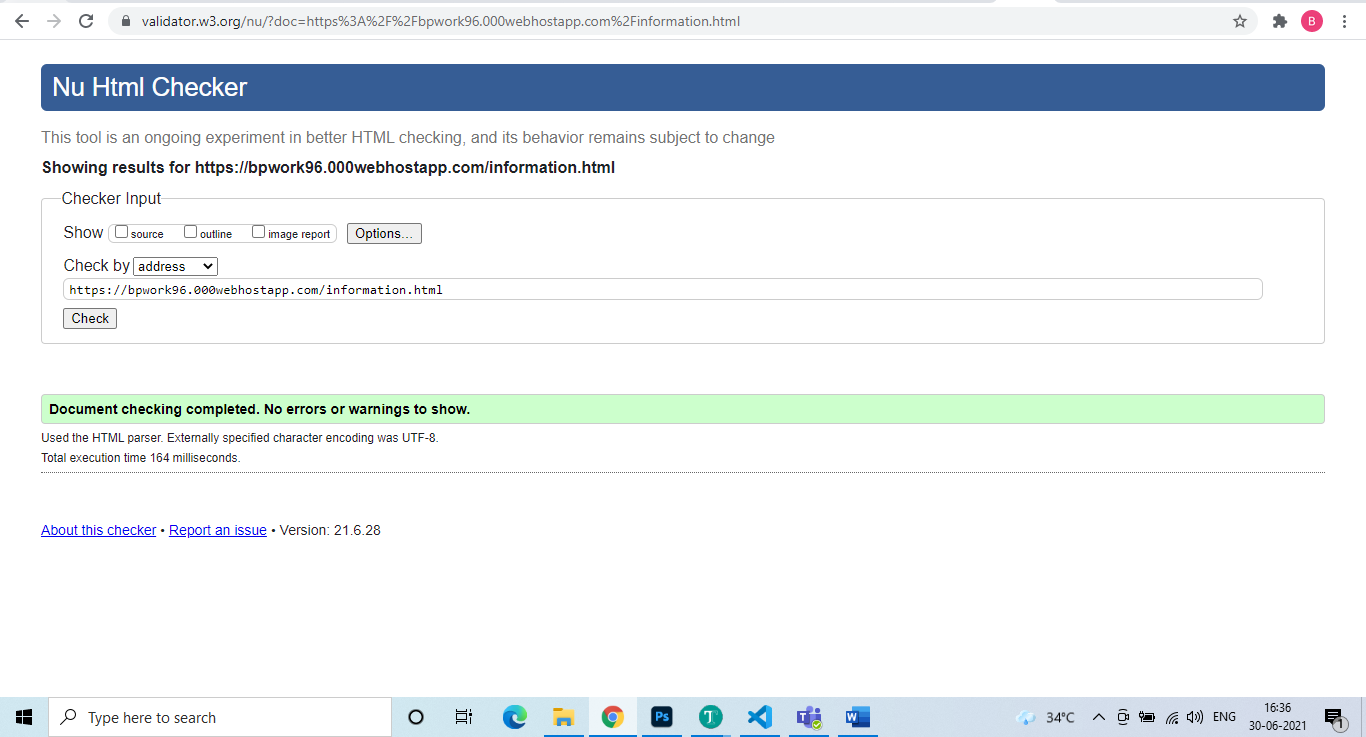 validator.w3.org/nu/?doc=https%3A%2F%2Fbpwork96.000webhostapp.com%2Finformation.html
B
Nu Html Checker
This tool is an ongoing experiment in better HTML checking, and its behavior remains subject to change
Showing results for https://bpwork96.000webhostapp.com/information.html
Checker Input
Show source outline image report Options...
Check by address
https://bpwork96.000webhostapp.com/information.html
Check
Document checking completed. No errors or warnings to show.
Used the HTML parser. Externally specified character encoding was UTF-8.
Total execution time 164 milliseconds.
About this checker • Report an issue • Version: 21.6.28
Type here to search
Ps
T
W
34°C
ENG
16:36
30-06-2021
1